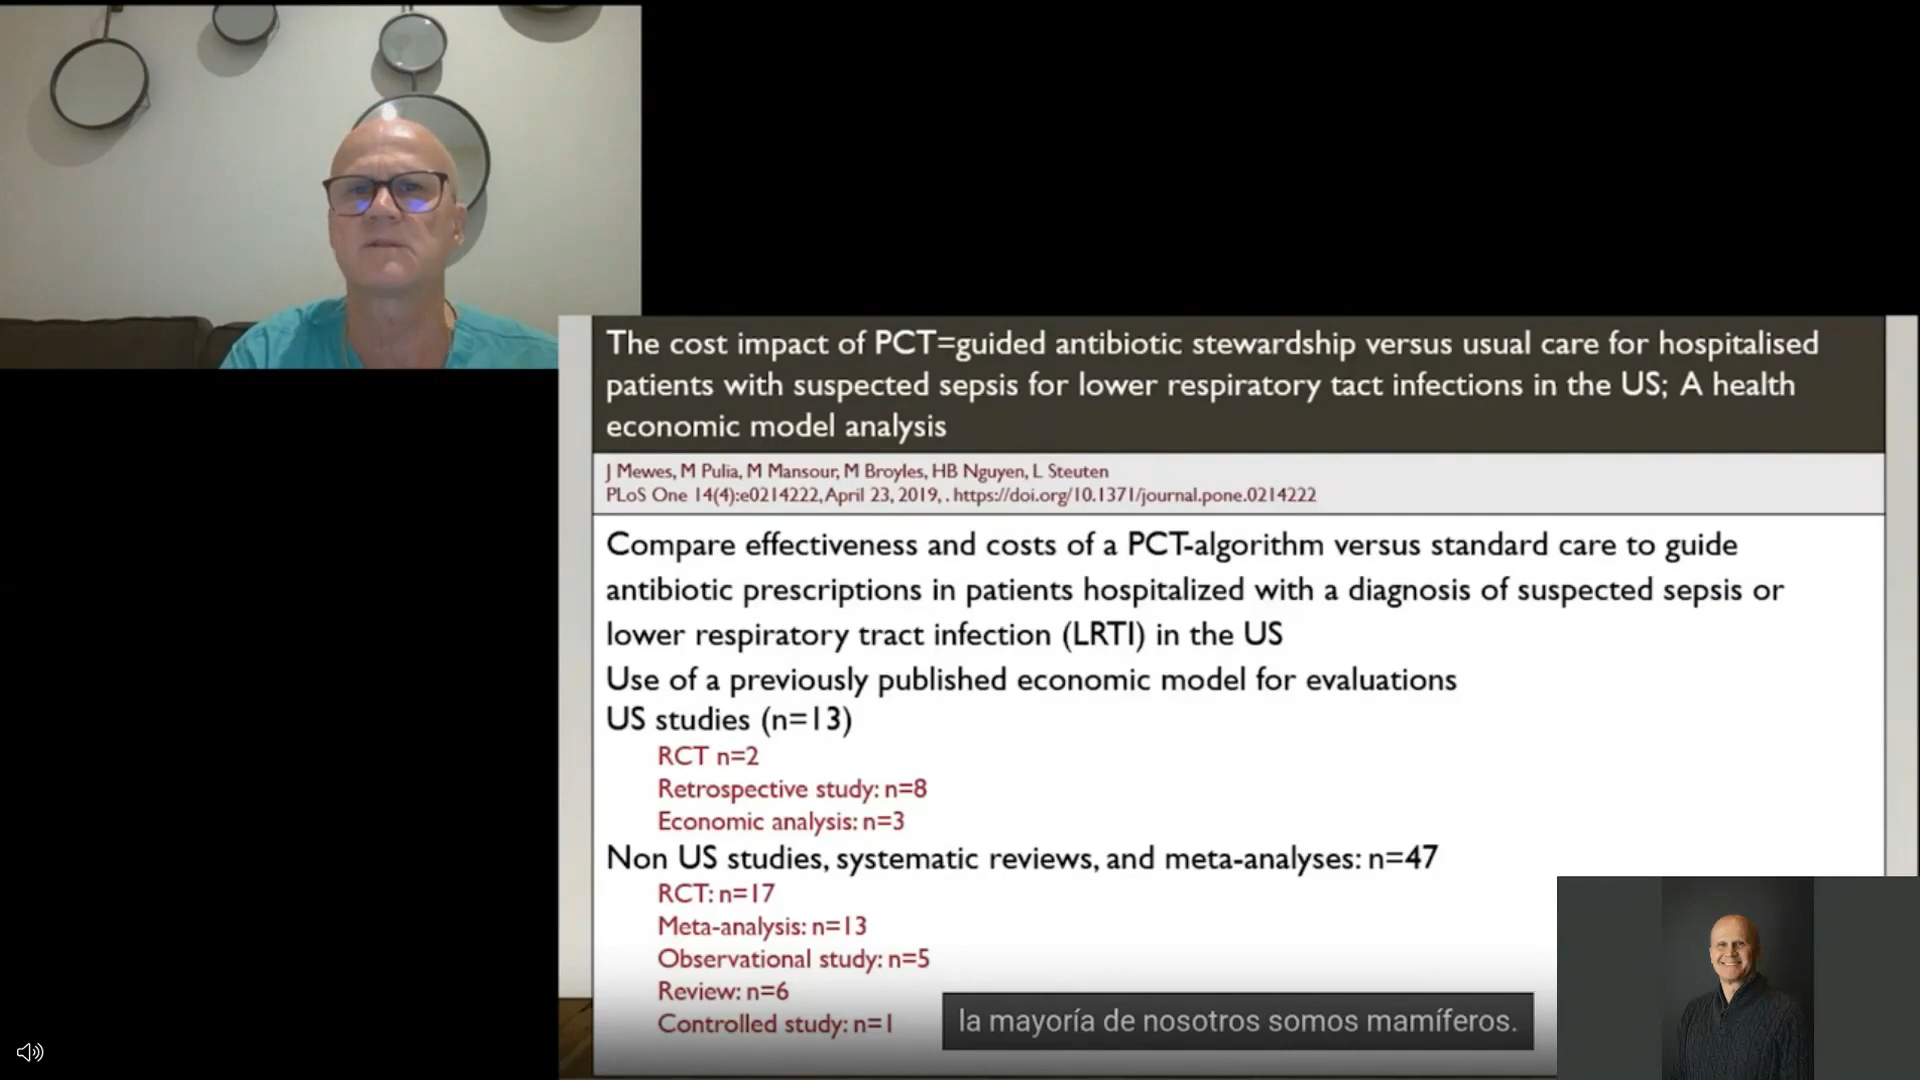 The cost impact of PCT=guided antibiotic stewardship versus usual care for hospitalised
patients with suspected sepsis for lower respiratory tact infections in the US; A health
economic model analysis
J Mewes, M Pulia, M Mansour, M Broyles, HB Nguyen, L Steuten
PLoS One 14(4):e0214222, April 23, 2019, . https://doi.org/10.1371/journal.pone.0214222
Compare effectiveness and costs of a PCT-algorithm versus standard care to guide
antibiotic prescriptions in patients hospitalized with a diagnosis of suspected sepsis or
lower respiratory tract infection (LRTI) in the US
Use of a previously published economic model for evaluations
US studies (n=13)
RCT n=2
Retrospective study: n=8
Economic analysis: n=3
Non US studies, systematic reviews, and meta-analyses: n=47
RCT: n=17
Meta-analysis: n=13
Observational study: n=5
Review: n=6
Controlled study: n=1
la mayoría de nosotros somos mamíferos.